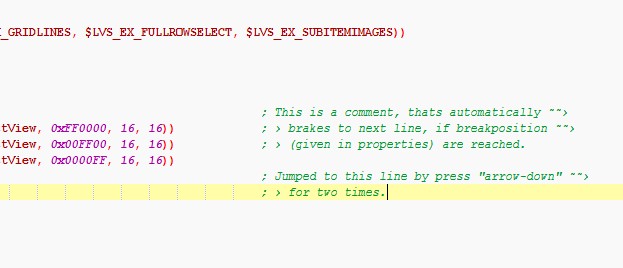 _GRIDLINES, $LVS_EX_FULLROWSELECT, $LVS_EX_SUBITEMIMAGES))
; This is a comment, thats automatically ~~>
tView, 0xFF0000, 16, 16)) ; > brakes to next line, if breakposition ~~>
tView, 0x00FF00, 16, 16)) ; > (given in properties) are reached.
tView, 0x0000FF, 16, 16))
; Jumped to this line by press "arrow-down" ~~>
; > for two times.